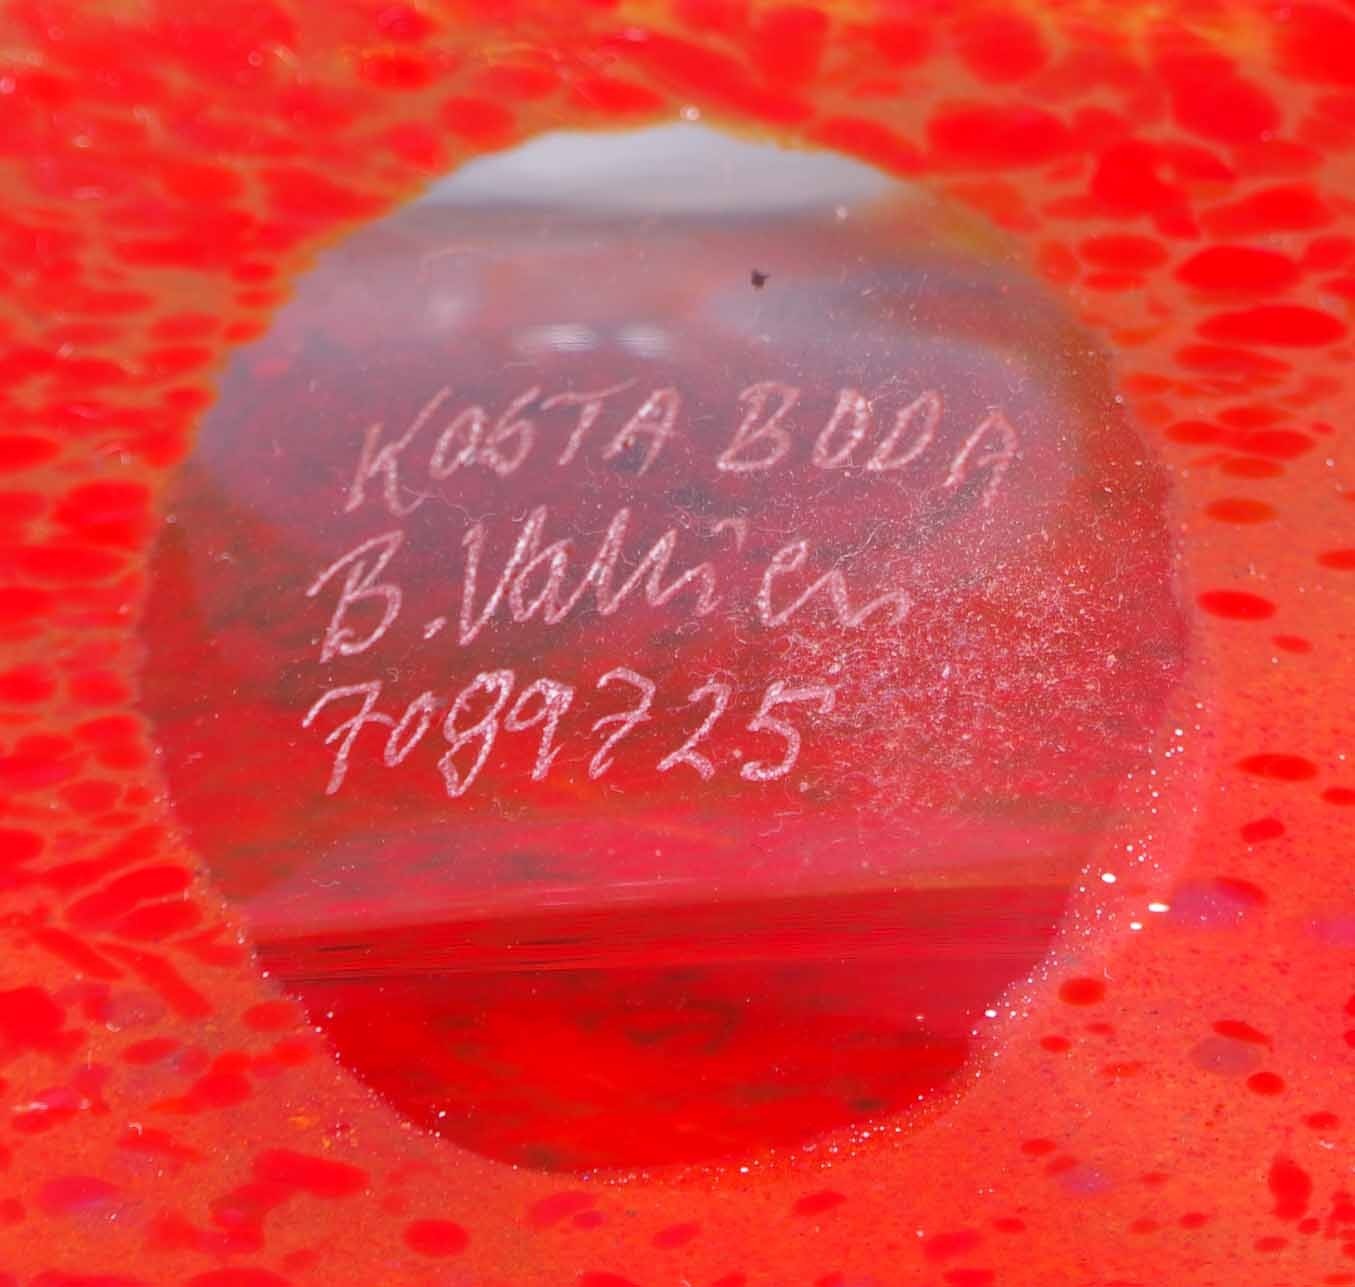 KOSTA BODA
B. Vallien
7089725